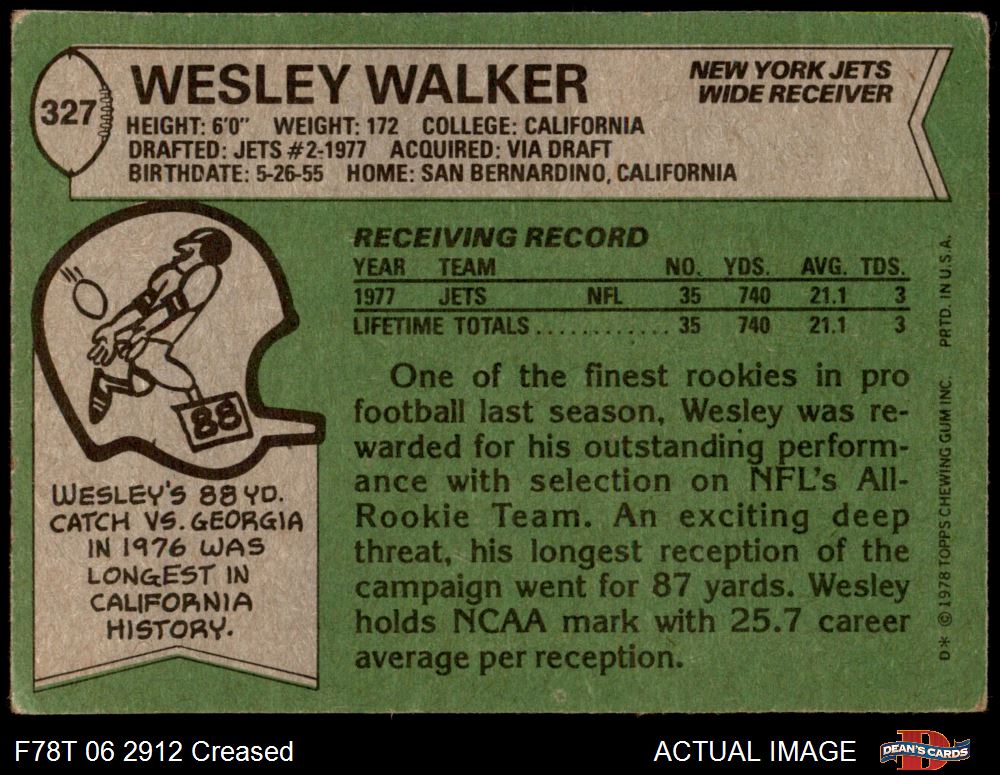 327
WESLEY WALKER
NEW YORK JETS
WIDE RECEIVER
HEIGHT: 6'0" WEIGHT: 172 COLLEGE: CALIFORNIA
DRAFTED: JETS #2-1977 ACQUIRED: VIA DRAFT
BIRTHDATE: 5-26-55 HOME: SAN BERNARDINO, CALIFORNIA
88
WESLEY'S 88 YD.
CATCH VS. GEORGIA
IN 1976 WAS
LONGEST IN
CALIFORNIA
HISTORY.
RECEIVING RECORD
YEAR TEAM NO. YDS. AVG. TDS.
1977 JETS NFL 35 740 21.1 3
LIFETIME TOTALS............ 35 740 21.1 3
One of the finest rookies in pro
football last season, Wesley was re-
warded for his outstanding perform-
ance with selection on NFL's All-
Rookie Team. An exciting deep
threat, his longest reception of the
campaign went for 87 yards. Wesley
holds NCAA mark with 25.7 career
average per reception.
D* © 1978 TOPPS CHEWING GUM INC. PRTD. IN U.S.A.
F78T 06 2912 Creased
ACTUAL IMAGE
D
DEAN'S CARDS